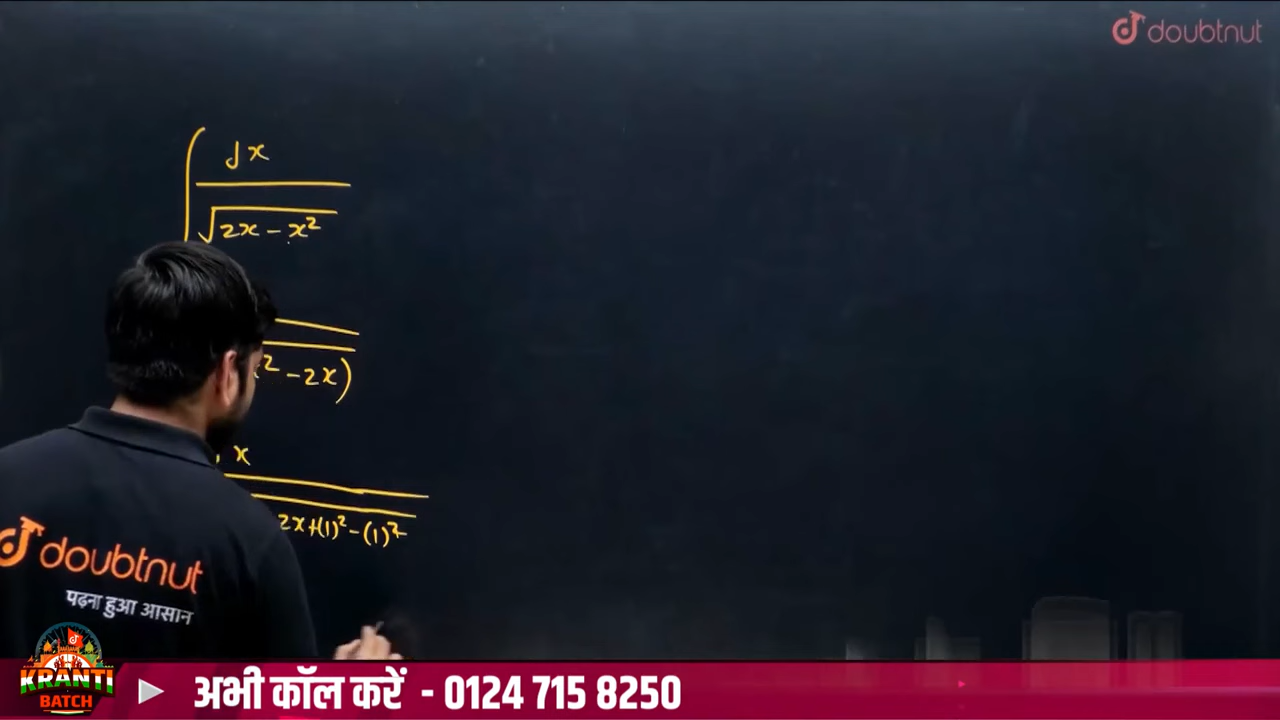 doubtnut
∫ dx
√2x - x²
x² - 2x)
x
2x+(1)² - (1)²
doubtnut
पढ़ना हुआ आसान
KRANTI
BATCH
अभी कॉल करें - 0124 715 8250